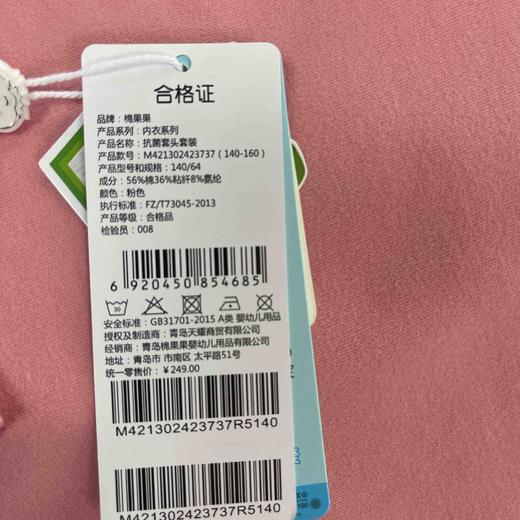 合格证
品牌：棉果果
产品系列：内衣系列
产品名称：抗菌套头套装
产品款号：M421302423737（140-160）
产品型号和规格：140/64
成分：56%棉36%粘纤8%氨纶
颜色：粉色
执行标准：FZ/T73045-2013
产品等级：合格品
检验员：008
6 920450 854685
30
安全标准：GB31701-2015 A类 婴幼儿用品
授权及制造商：青岛天耀商贸有限公司
经销商：青岛棉果果婴幼儿用品有限公司
地址：青岛市 市南区 太平路51号
统一零售价：¥249.00
M421302423737R5140
M421302423737R5140
100